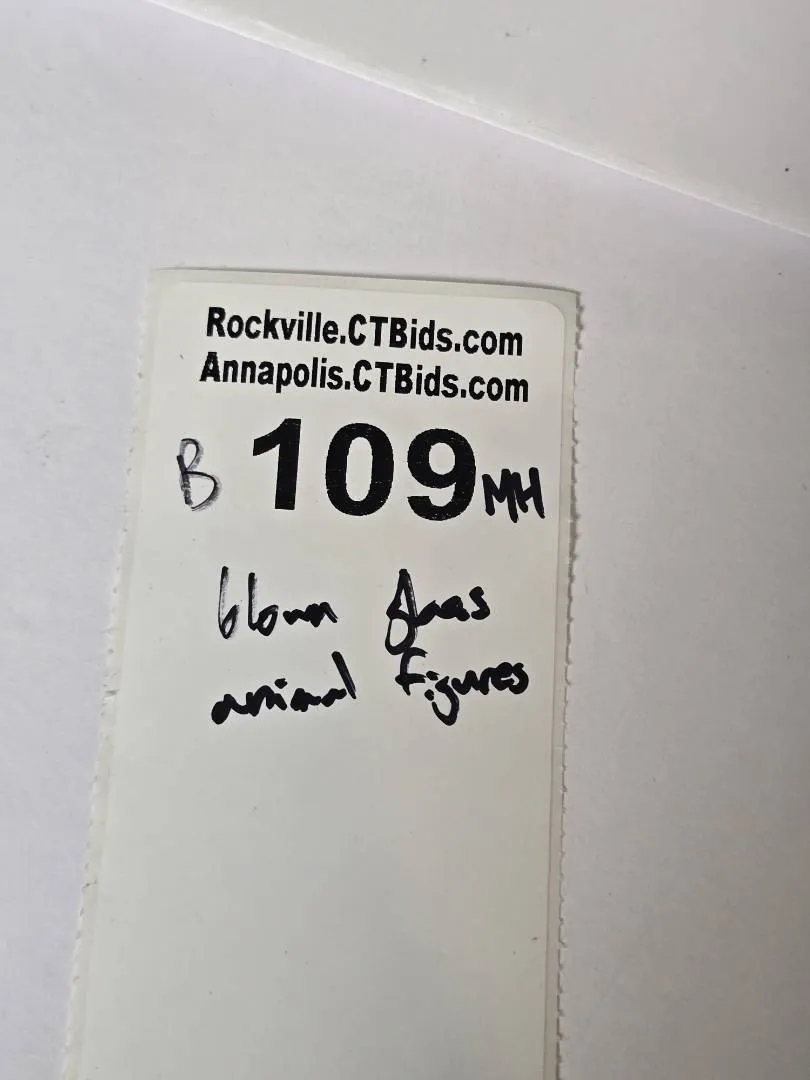 Rockville.CTBids.com
Annapolis.CTBids.com
B 109 MH
blown glass
animal figures